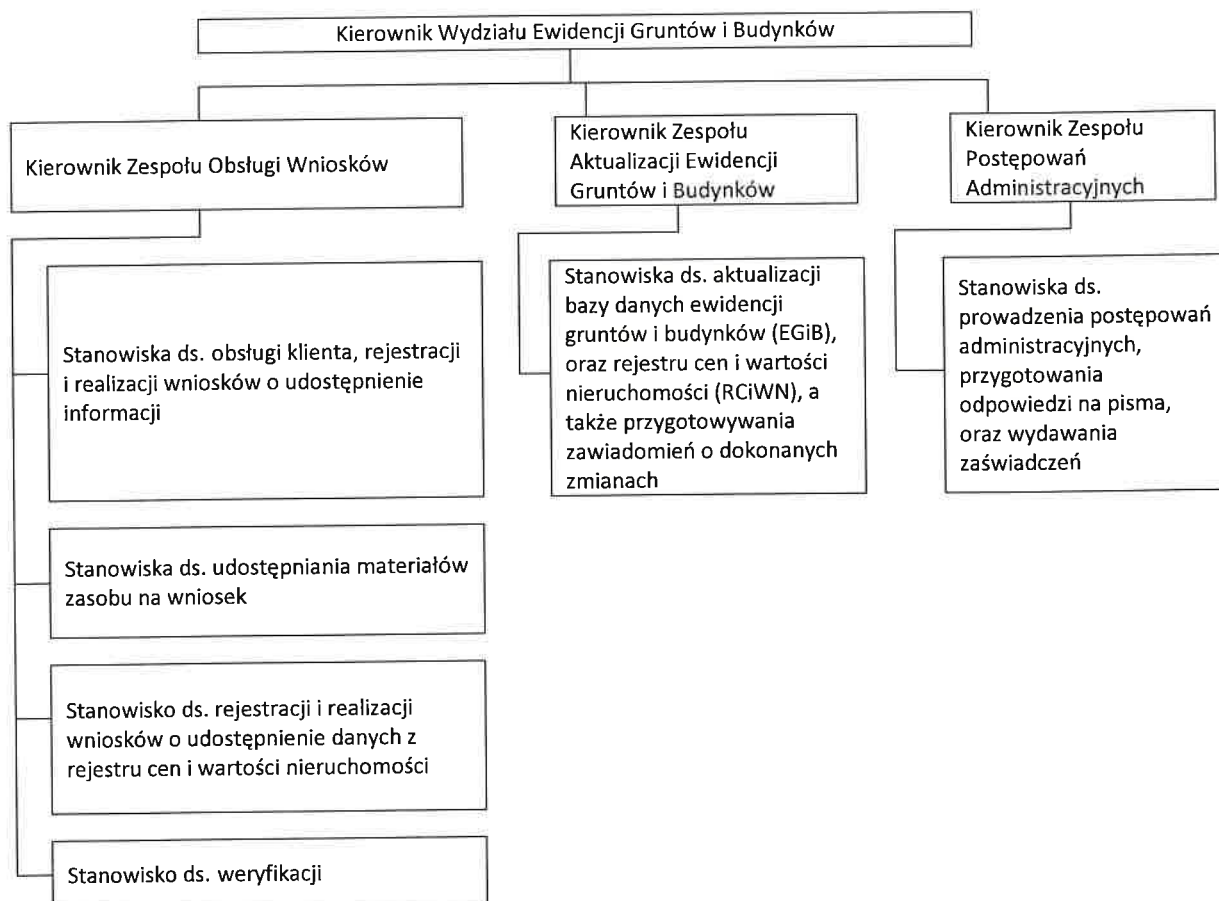 Kierownik Wydziału Ewidencji Gruntów i Budynków
Kierownik Zespołu Obsługi Wniosków
Kierownik Zespołu
Aktualizacji Ewidencji
Gruntów i Budynków
Kierownik Zespołu
Postępowań
Administracyjnych
Stanowiska ds. obsługi klienta, rejestracji
i realizacji wniosków o udostępnienie
informacji
Stanowiska ds. udostępniania materiałów
zasobu na wniosek
Stanowisko ds. rejestracji i realizacji
wniosków o udostępnienie danych z
rejestru cen i wartości nieruchomości
Stanowisko ds. weryfikacji
Stanowiska ds. aktualizacji
bazy danych ewidencji
gruntów i budynków (EGiB),
oraz rejestru cen i wartości
nieruchomości (RCiWN), a
także przygotowywania
zawiadomień o dokonanych
zmianach
Stanowiska ds.
prowadzenia postępowań
administracyjnych,
przygotowania
odpowiedzi na pisma,
oraz wydawania
zaświadczeń